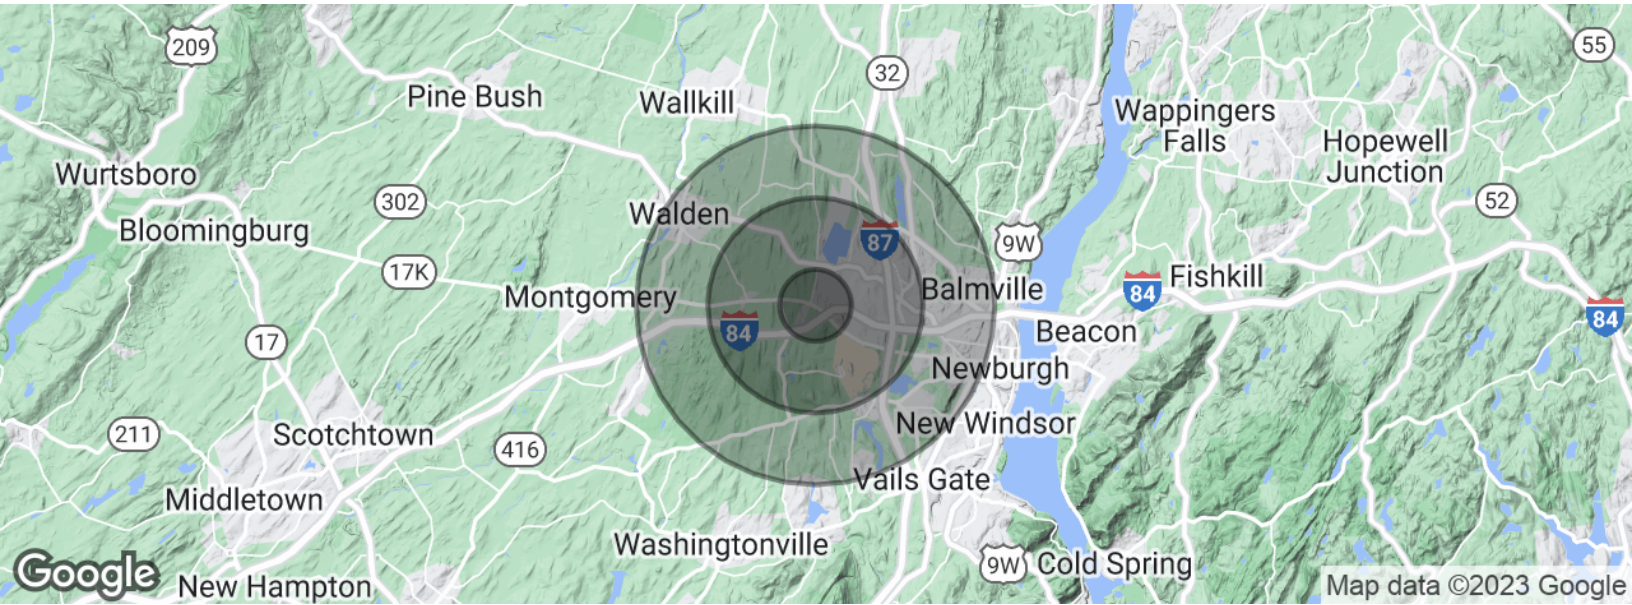 209
55
32
Pine Bush
Wallkill
Wappingers
Falls
Hopewell
Junction
Wurtsboro
302
52
Walden
Bloomingburg
87
9W
17K
Fishkill
Montgomery
Balmville
84
84
84
Beacon
17
Newburgh
New Windsor
211
Scotchtown
416
Vails Gate
Middletown
Washingtonville
9W
Cold Spring
Google
New Hampton
Map data ©2023 Google